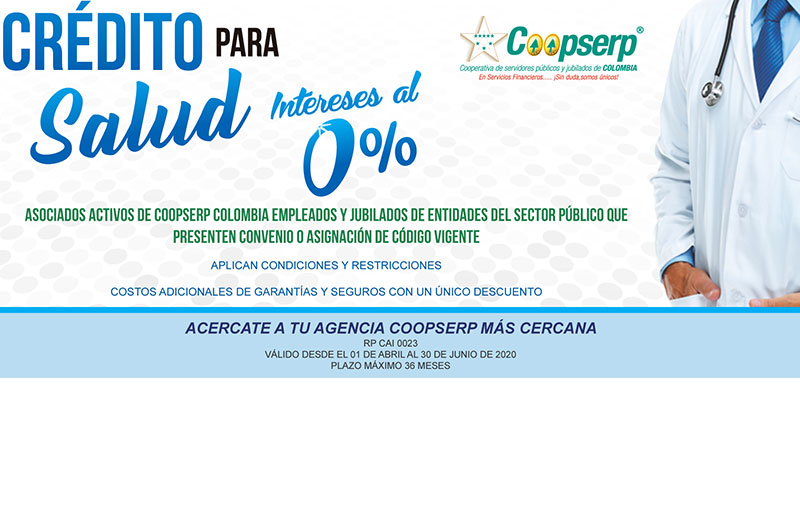 CRÉDITO PARA
Salud
Intereses al
0%
Coopserp®
Cooperativa de servidores públicos y jubilados de COLOMBIA
En Servicios Financieros..... ¡Sin duda,somos únicos!
ASOCIADOS ACTIVOS DE COOPSERP COLOMBIA EMPLEADOS Y JUBILADOS DE ENTIDADES DEL SECTOR PÚBLICO QUE
PRESENTEN CONVENIO O ASIGNACIÓN DE CÓDIGO VIGENTE
APLICAN CONDICIONES Y RESTRICCIONES
COSTOS ADICIONALES DE GARANTÍAS Y SEGUROS CON UN ÚNICO DESCUENTO
ACERCATE A TU AGENCIA COOPSERP MÁS CERCANA
RP CAI 0023
VÁLIDO DESDE EL 01 DE ABRIL AL 30 DE JUNIO DE 2020
PLAZO MÁXIMO 36 MESES